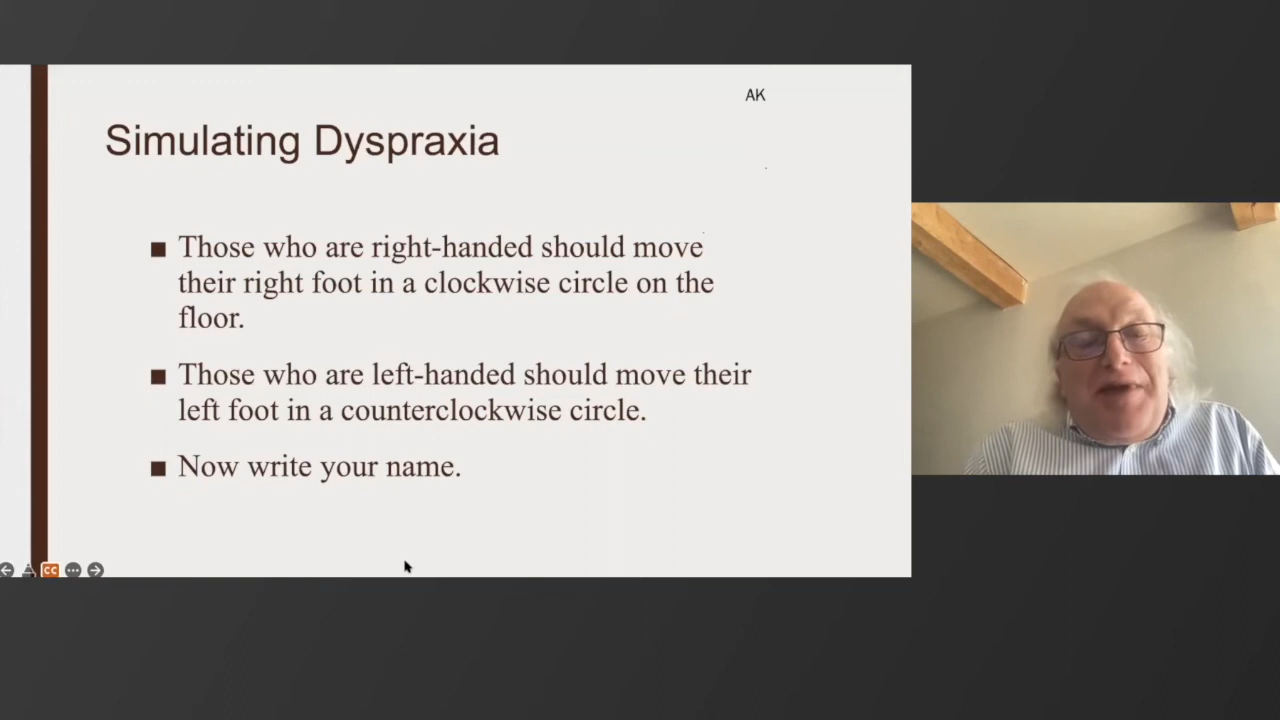 AK
Simulating Dyspraxia
■ Those who are right-handed should move
their right foot in a clockwise circle on the
floor.
■ Those who are left-handed should move their
left foot in a counterclockwise circle.
■ Now write your name.
CC